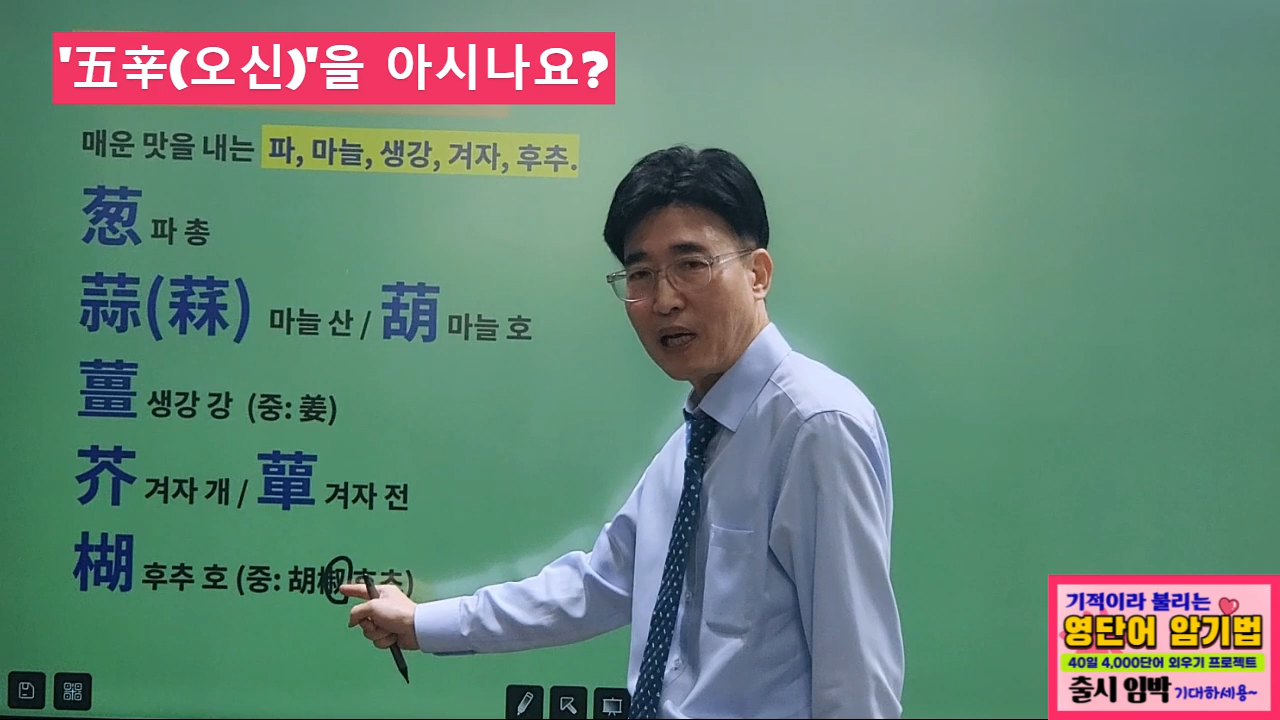 '五辛(오신)'을 아시나요?
매운 맛을 내는 파, 마늘, 생강, 겨자, 후추.
葱 파 총
蒜(蒜) 마늘 산 / 葫 마늘 호
薑 생강 강 (중: 姜)
芥 겨자 개 / 蕇 겨자 전
楜 후추 호 (중: 胡椒
기적이라 불리는
영단어 암기법
40일 4,000단어 외우기 프로젝트
출시 임박 기대하세용~